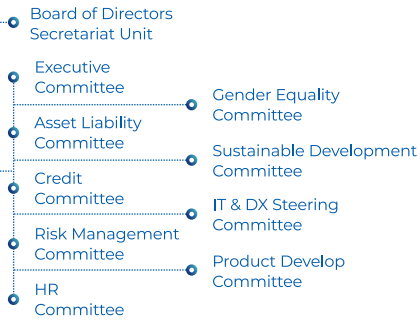 Board of Directors
Secretariat Unit
Executive
Committee
Gender Equality
Committee
Asset Liability
Committee
Sustainable Development
Committee
Credit
Committee
IT & DX Steering
Committee
Risk Management
Committee
Product Develop
Committee
HR
Committee